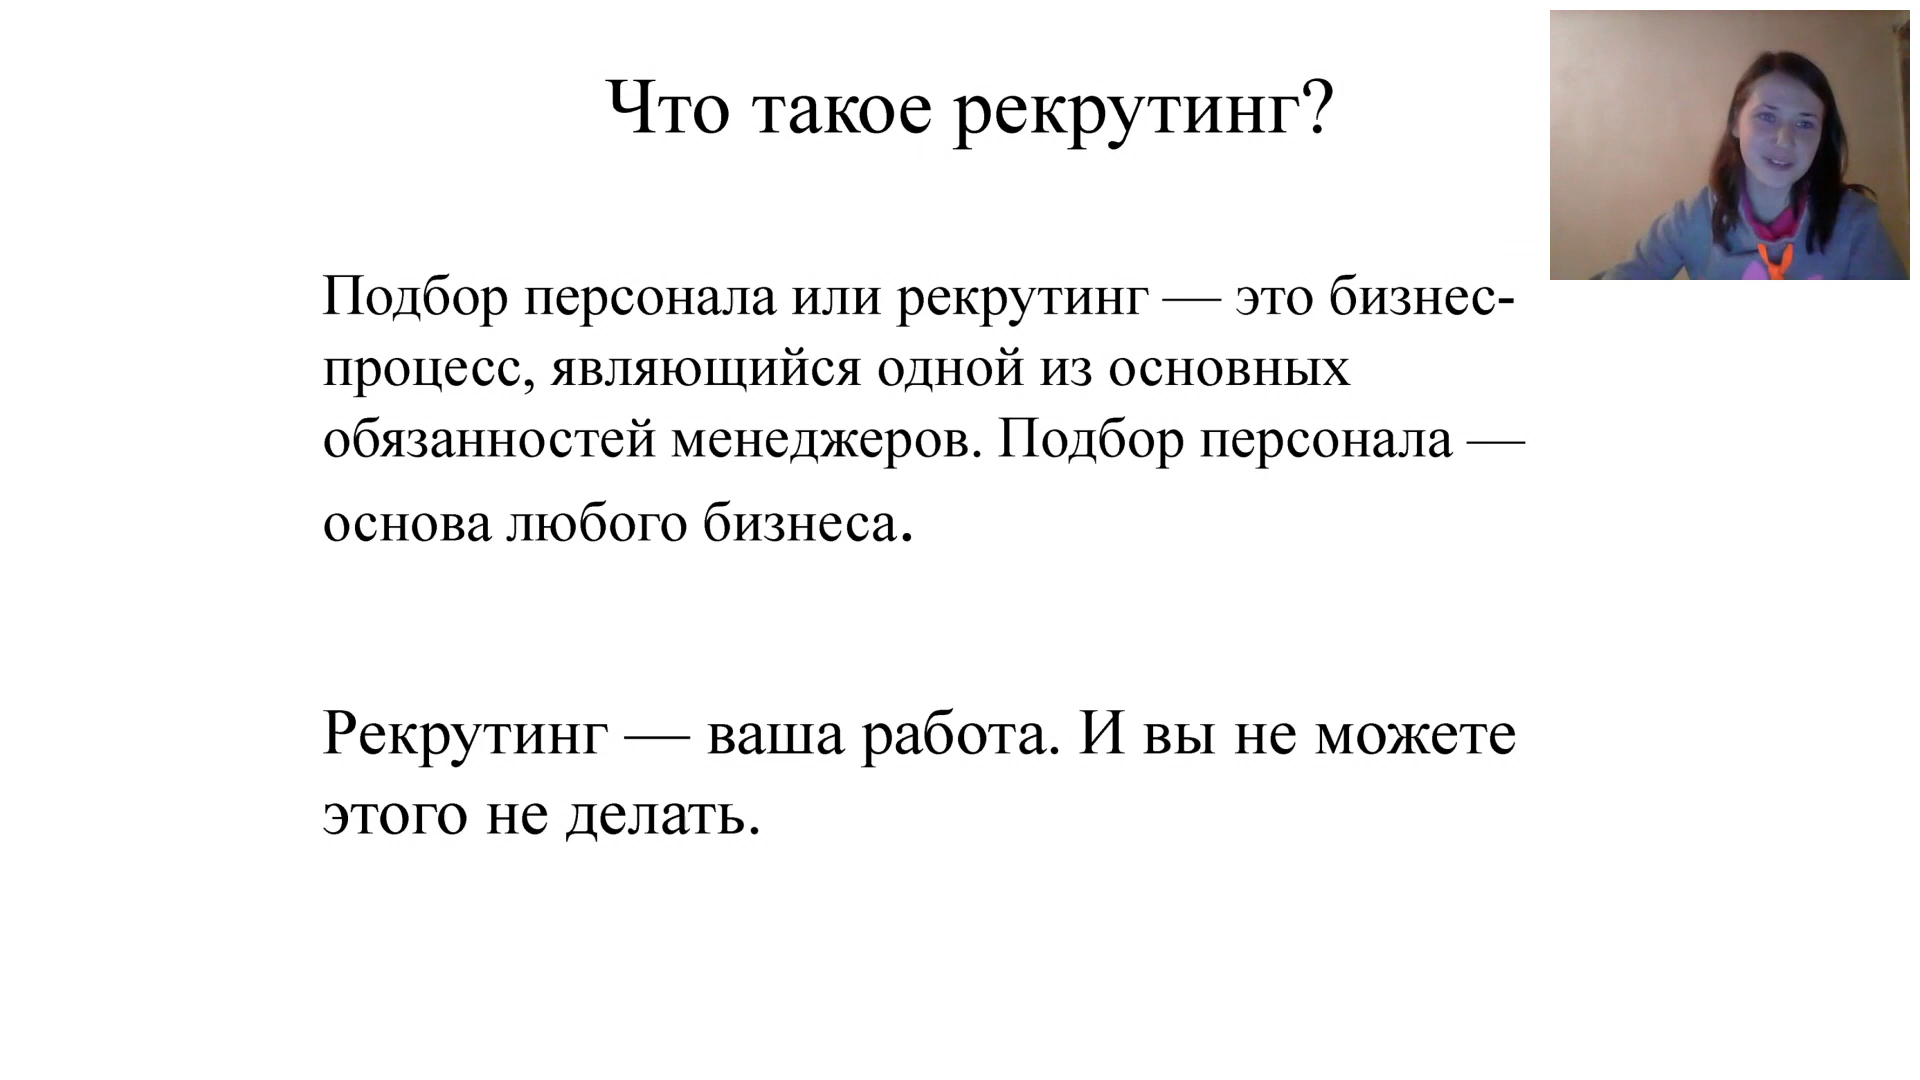 Что такое рекрутинг?
Подбор персонала или рекрутинг — это бизнес-
процесс, являющийся одной из основных
обязанностей менеджеров. Подбор персонала —
основа любого бизнеса.
Рекрутинг — ваша работа. И вы не можете
этого не делать.